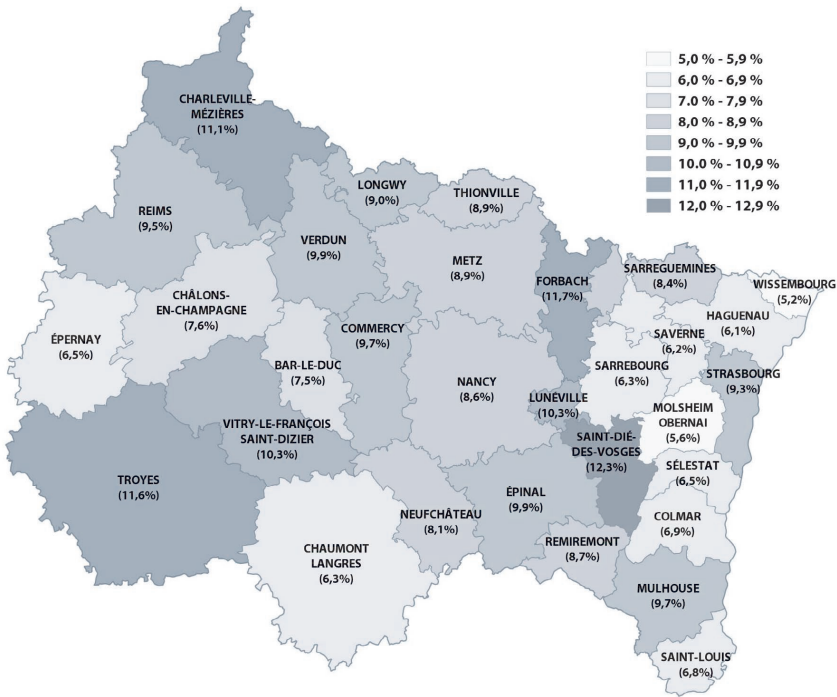 5,0 % - 5,9 %
6,0 % - 6,9 %
7.0 % - 7,9 %
8,0 % - 8,9 %
9,0 % - 9,9 %
10.0 % - 10,9 %
11,0 % - 11,9 %
12,0 % - 12,9 %
CHARLEVILLE-
MÉZIÈRES
(11,1%)
REIMS
(9,5%)
LONGWY
(9,0%)
THIONVILLE
(8,9%)
VERDUN
(9,9%)
METZ
(8,9%)
FORBACH
(11,7%)
SARREGUEMINES
(8,4%)
WISSEMBOURG
(5,2%)
CHÂLONS-
EN-CHAMPAGNE
(7,6%)
HAGUENAU
(6,1%)
ÉPERNAY
(6,5%)
COMMERCY
(9,7%)
SAVERNE
(6,2%)
BAR-LE-DUC
(7,5%)
SARREBOURG
(6,3%)
STRASBOURG
(9,3%)
NANCY
(8,6%)
LUNÉVILLE
(10,3%)
MOLSHEIM
OBERNAI
(5,6%)
VITRY-LE-FRANÇOIS
SAINT-DIZIER
(10,3%)
SAINT-DIÉ-
DES-VOSGES
(12,3%)
TROYES
(11,6%)
SÉLESTAT
(6,5%)
ÉPINAL
(9,9%)
NEUFCHÂTEAU
(8,1%)
COLMAR
(6,9%)
CHAUMONT
LANGRES
(6,3%)
REMIREMONT
(8,7%)
MULHOUSE
(9,7%)
SAINT-LOUIS
(6,8%)